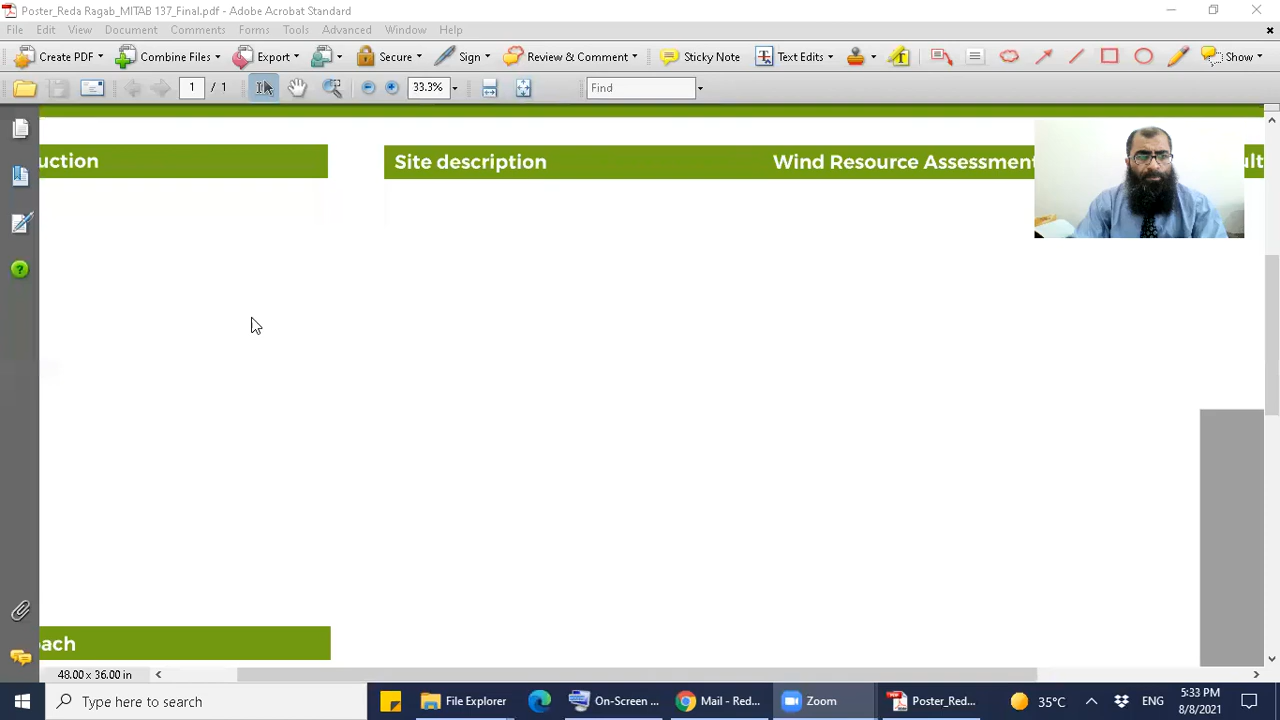 Poster_Reda Ragab_MITAB 137_Final.pdf - Adobe Acrobat Standard
File Edit View Document Comments Forms Tools Advanced Window Help
Create PDF Combine Files Export Secure Sign Review & Comment Sticky Note Text Edits Show
1 / 1 33.3% Find
uction Site description Wind Resource Assessment ult
oach
48.00 x 36.00 in
Type here to search File Explorer On-Screen ... Mail - Red... Zoom Poster_Red... 35°C ENG 5:33 PM
8/8/2021